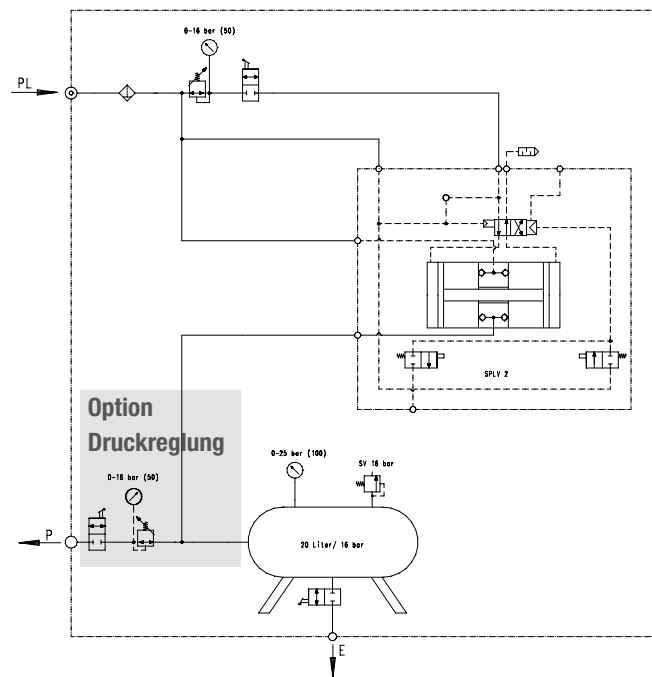 0-16 bar (50)
PL
SPLV 2
Option
Druckreglung
0-16 bar (50)
0-25 bar (100)
SV 16 bar
P
20 Liter/ 16 bar
E